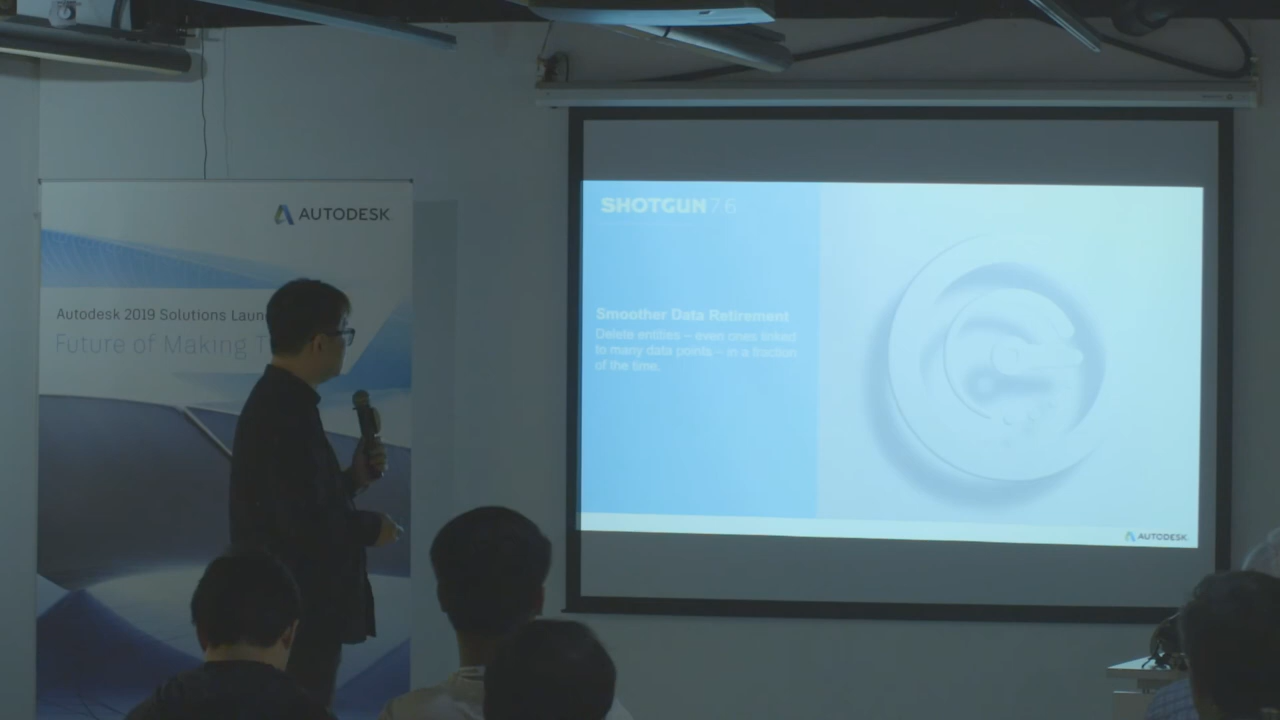 AUTODESK
Autodesk 2019 Solutions Laun
Future of Making T
SHOTGUN 7.6
Smoother Data Retirement
Delete entities – even ones linked
to many data points – in a fraction
of the time.
AUTODESK